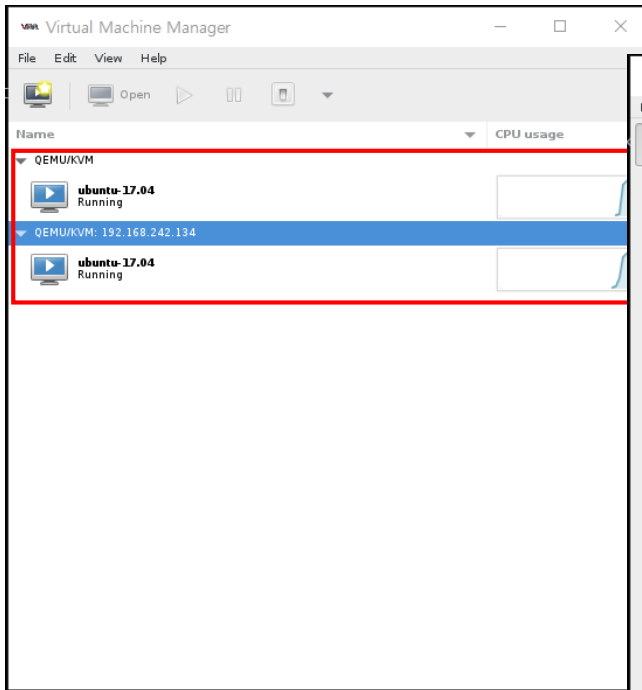 Virtual Machine Manager
File Edit View Help
Open
Name CPU usage
QEMU/KVM
ubuntu-17.04
Running
QEMU/KVM: 192.168.242.134
ubuntu-17.04
Running